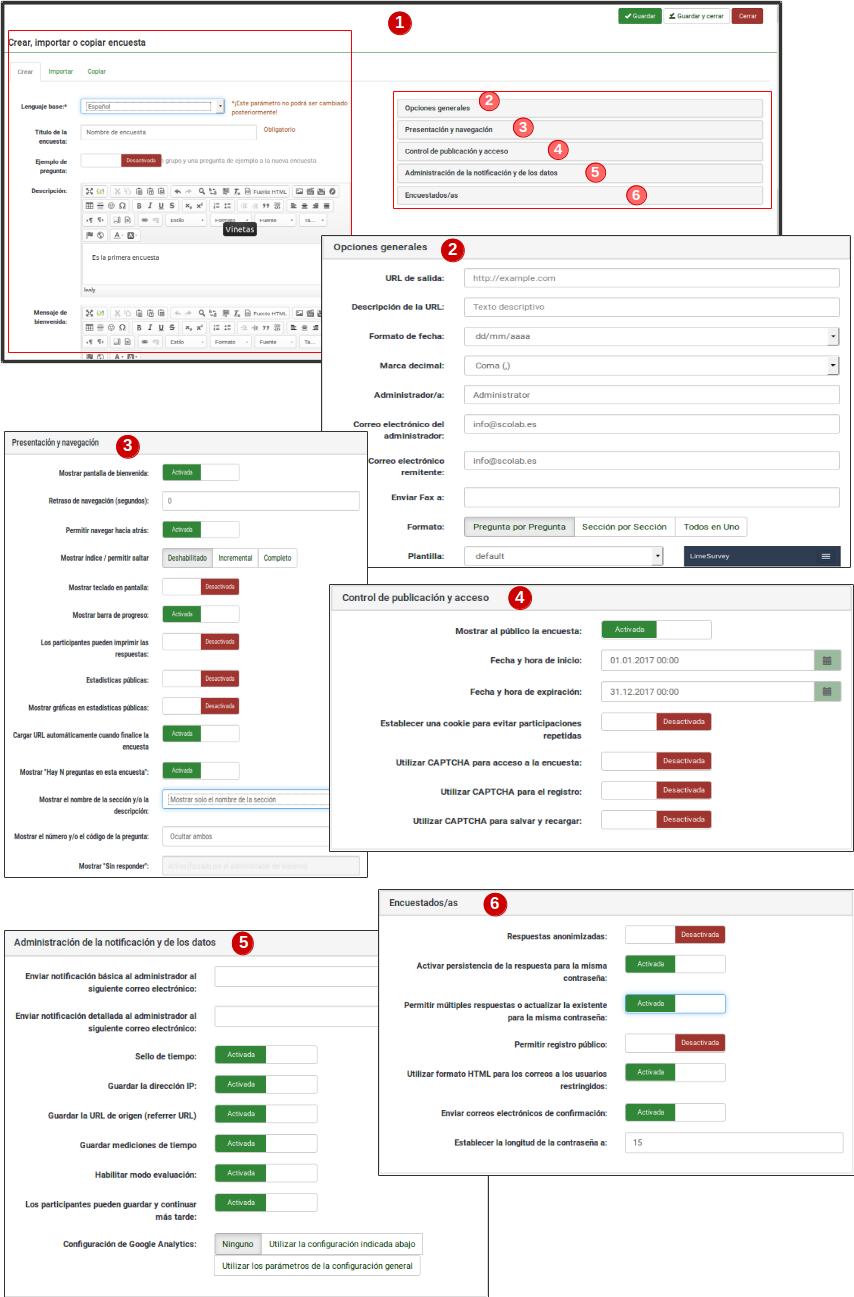 1
Guardar
Guardar y cerrar
Cerrar
Crear, importar o copiar encuesta
Crear
Importar
Copiar
Lenguaje base:*
Español
*¡Este parámetro no podrá ser cambiado
posteriormente!
Título de la
encuesta:
Nombre de encuesta
Obligatorio
Ejemplo de
pregunta:
Desactivada
grupo y una pregunta de ejemplo a la nueva encuesta
Descripción:
Fuente HTML
Estilo
Formato
Fuente
Ta...
Viñetas
Es la primera encuesta
body
Mensaje de
bienvenida:
Fuente HTML
Estilo
Formato
Fuente
Ta...
Opciones generales
2
Presentación y navegación
3
Control de publicación y acceso
4
Administración de la notificación y de los datos
5
Encuestados/as
6
Opciones generales
2
URL de salida:
http://example.com
Descripción de la URL:
Texto descriptivo
Formato de fecha:
dd/mm/aaaa
Marca decimal:
Coma (,)
Administrador/a:
Administrator
Correo electrónico del
administrador:
info@scolab.es
Correo electrónico
remitente:
info@scolab.es
Enviar Fax a:
Formato:
Pregunta por Pregunta
Sección por Sección
Todos en Uno
Plantilla:
default
LimeSurvey
Presentación y navegación
3
Mostrar pantalla de bienvenida:
Activada
Retraso de navegación (segundos):
0
Permitir navegar hacia atrás:
Activada
Mostrar índice / permitir saltar
Deshabilitado
Incremental
Completo
Mostrar teclado en pantalla:
Desactivada
Mostrar barra de progreso:
Activada
Los participantes pueden imprimir las
respuestas:
Desactivada
Estadísticas públicas:
Desactivada
Mostrar gráficas en estadísticas públicas:
Desactivada
Cargar URL automáticamente cuando finalice la
encuesta
Activada
Mostrar "Hay N preguntas en esta encuesta":
Activada
Mostrar el nombre de la sección y/o la
descripción:
Mostrar solo el nombre de la sección
Mostrar el número y/o el código de la pregunta:
Ocultar ambos
Mostrar "Sin responder":
Control de publicación y acceso
4
Mostrar al público la encuesta:
Activada
Fecha y hora de inicio:
01.01.2017 00:00
Fecha y hora de expiración:
31.12.2017 00:00
Establecer una cookie para evitar participaciones
repetidas
Desactivada
Utilizar CAPTCHA para acceso a la encuesta:
Desactivada
Utilizar CAPTCHA para el registro:
Desactivada
Utilizar CAPTCHA para salvar y recargar:
Desactivada
Administración de la notificación y de los datos
5
Enviar notificación básica al administrador al
siguiente correo electrónico:
Enviar notificación detallada al administrador al
siguiente correo electrónico:
Sello de tiempo:
Activada
Guardar la dirección IP:
Activada
Guardar la URL de origen (referrer URL)
Activada
Guardar mediciones de tiempo
Activada
Habilitar modo evaluación:
Activada
Los participantes pueden guardar y continuar
más tarde:
Activada
Configuración de Google Analytics:
Ninguno
Utilizar la configuración indicada abajo
Utilizar los parámetros de la configuración general
Encuestados/as
6
Respuestas anonimizadas:
Desactivada
Activar persistencia de la respuesta para la misma
contraseña:
Activada
Permitir múltiples respuestas o actualizar la existente
para la misma contraseña:
Activada
Permitir registro público:
Desactivada
Utilizar formato HTML para los correos a los usuarios
restringidos:
Activada
Enviar correos electrónicos de confirmación:
Activada
Establecer la longitud de la contraseña a:
15